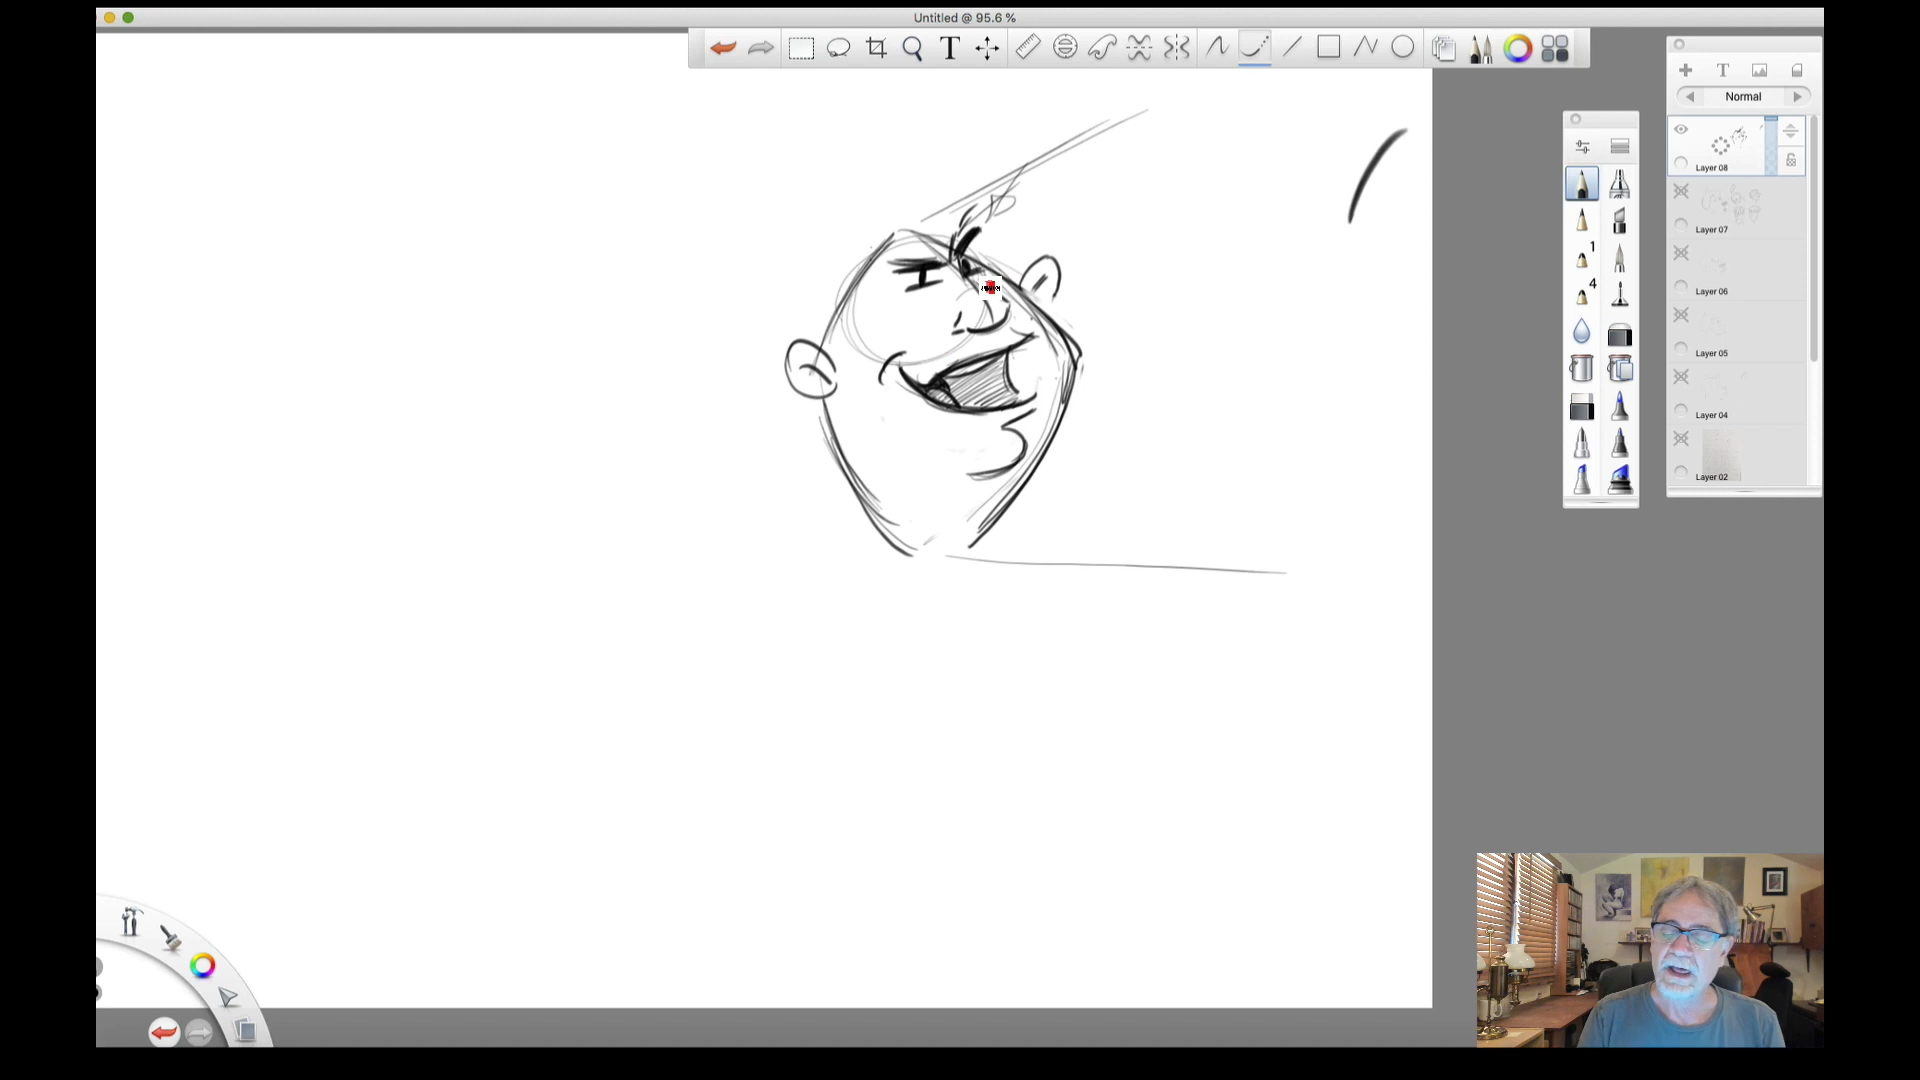 Untitled @ 95.6 %
T
T
Normal
Layer 08
Layer 07
1
Layer 06
4
Layer 05
Layer 04
Layer 02